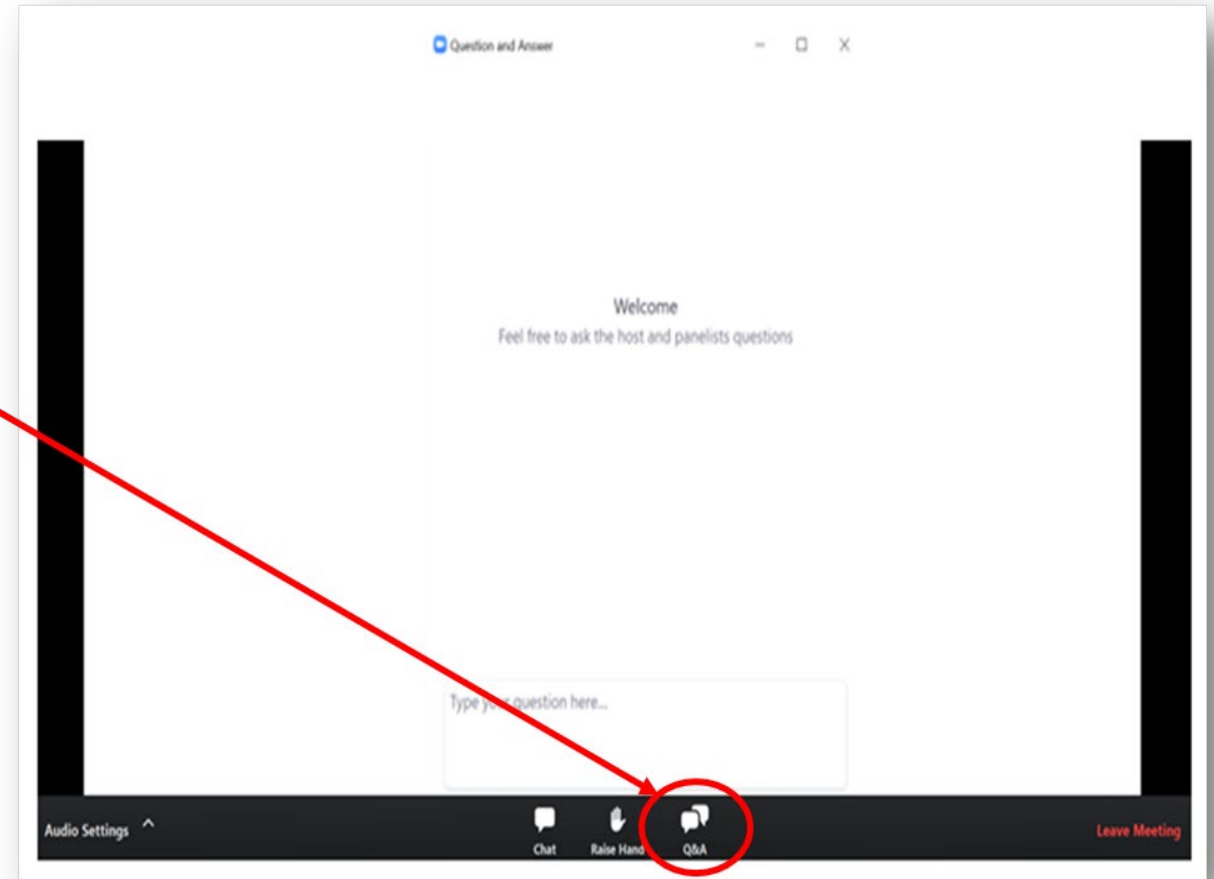 Question and Answer
Welcome
Feel free to ask the host and panelists questions
Type your question here...
Audio Settings
Chat
Raise Hand
Q&A
Leave Meeting